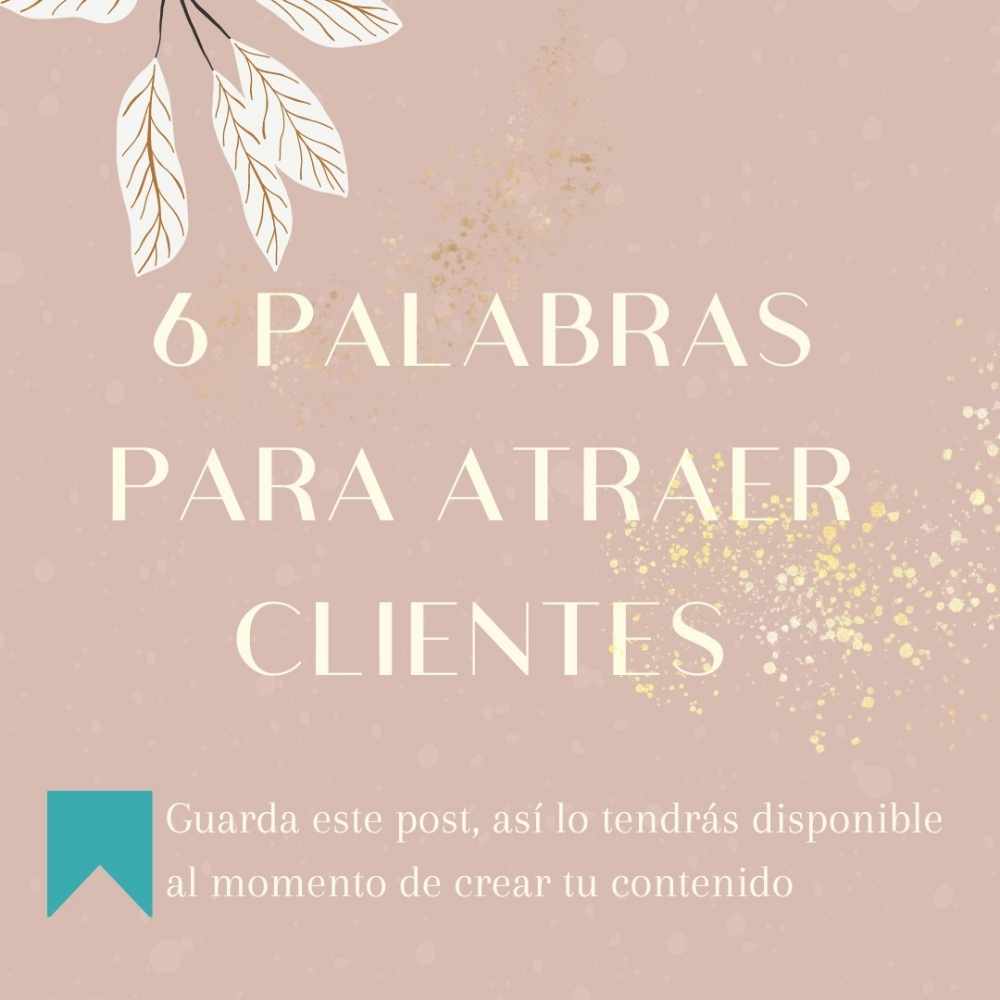 6 PALABRAS
PARA ATRAER
CLIENTES
Guarda este post, así lo tendrás disponible
al momento de crear tu contenido